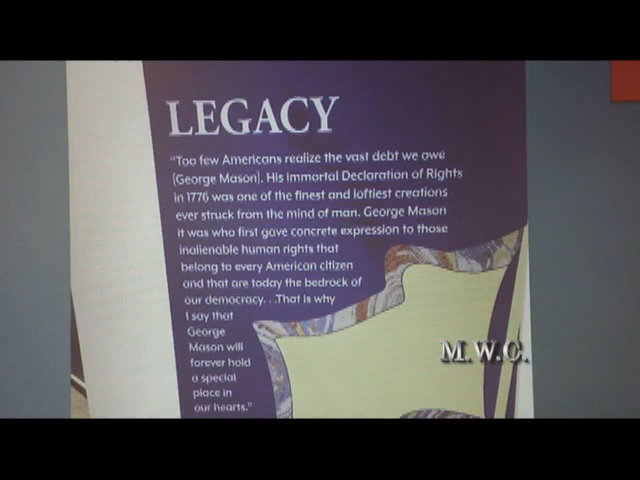 LEGACY
"Too few Americans realize the vast debt we owe
[George Mason]. His immortal Declaration of Rights
in 1776 was one of the finest and loftiest creations
ever struck from the mind of man. George Mason
it was who first gave concrete expression to those
inalienable human rights that
belong to every American citizen
and that are today the bedrock of
our democracy. . .That is why
I say that
George
Mason will
forever hold
a special
place in
our hearts."
M.W.C.